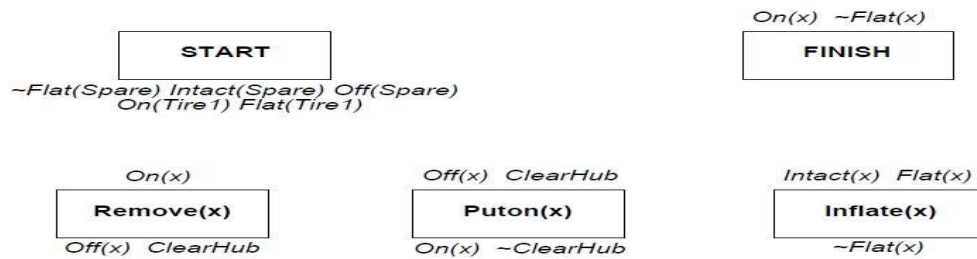 On(x) ~Flat(x)
START
FINISH
~Flat(Spare) Intact(Spare) Off(Spare)
On(Tire1) Flat(Tire1)
On(x)
Off(x) ClearHub
Intact(x) Flat(x)
Remove(x)
Puton(x)
Inflate(x)
Off(x) ClearHub
On(x) ~ClearHub
~Flat(x)